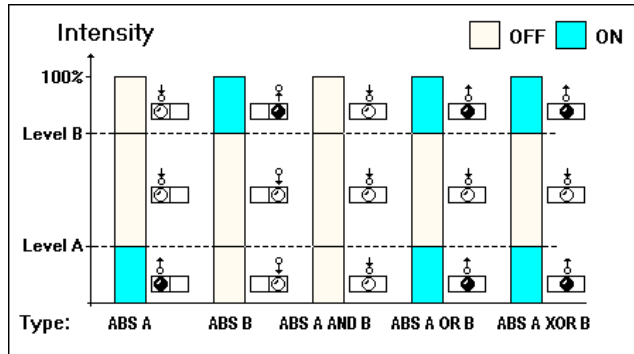 Intensity
OFF ON
100%
Level B
Level A
Type: ABS A ABS B ABS A AND B ABS A OR B ABS A XOR B